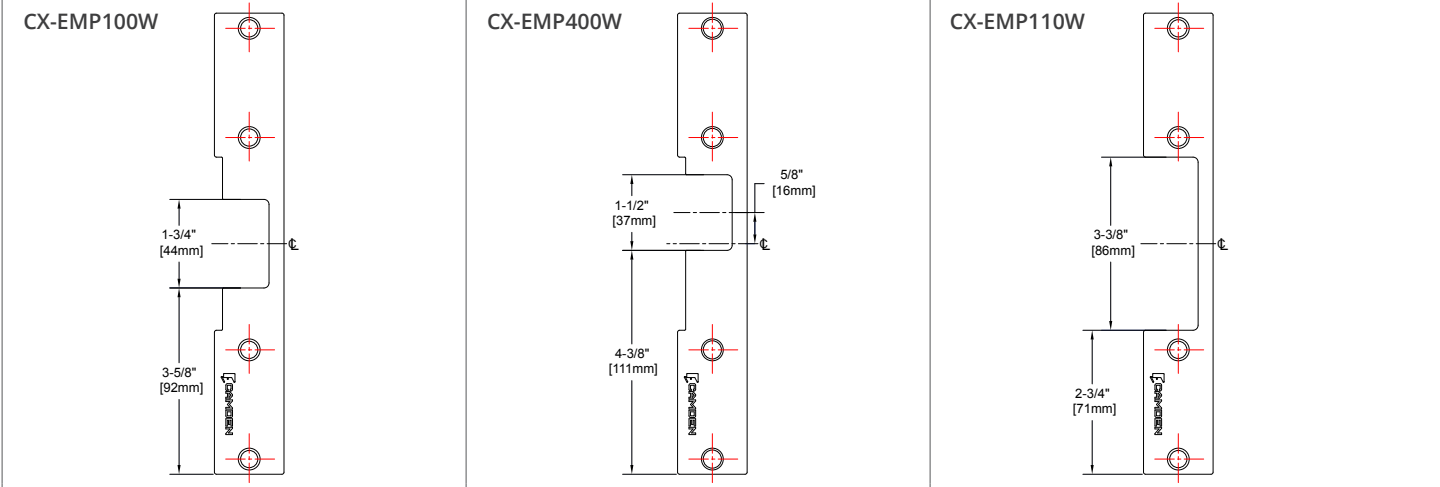 CX-EMP100W
1-3/4"
[44mm]
℄
3-5/8"
[92mm]
CAMDEN
CX-EMP400W
5/8"
[16mm]
1-1/2"
[37mm]
℄
4-3/8"
[111mm]
CAMDEN
CX-EMP110W
3-3/8"
[86mm]
℄
2-3/4"
[71mm]
CAMDEN